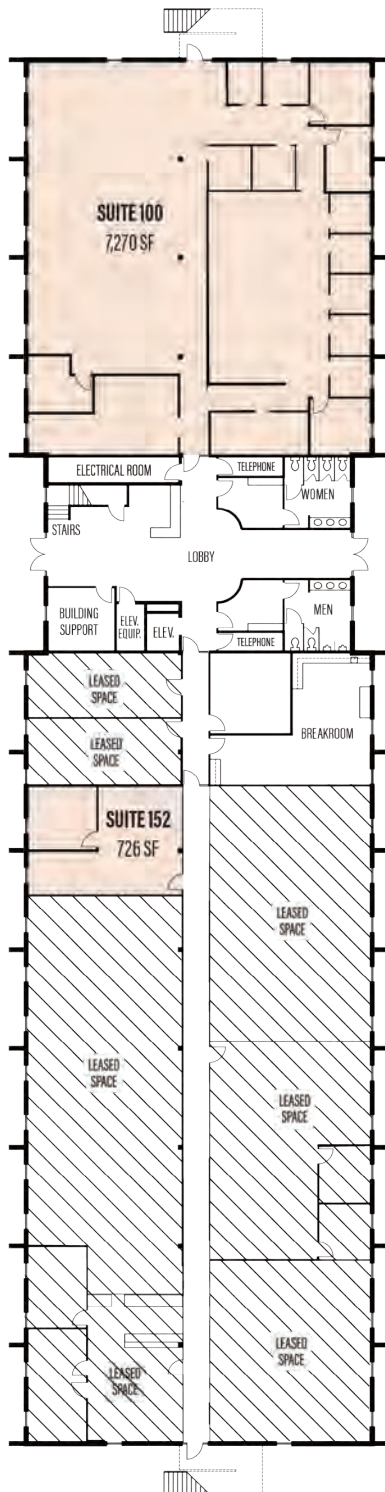 SUITE 100
7,270 SF
ELECTRICAL ROOM
TELEPHONE
WOMEN
STAIRS
LOBBY
BUILDING
SUPPORT
ELEV.
EQUIP.
ELEV.
MEN
TELEPHONE
LEASED
SPACE
BREAKROOM
LEASED
SPACE
SUITE 152
726 SF
LEASED
SPACE
LEASED
SPACE
LEASED
SPACE
LEASED
SPACE
LEASED
SPACE